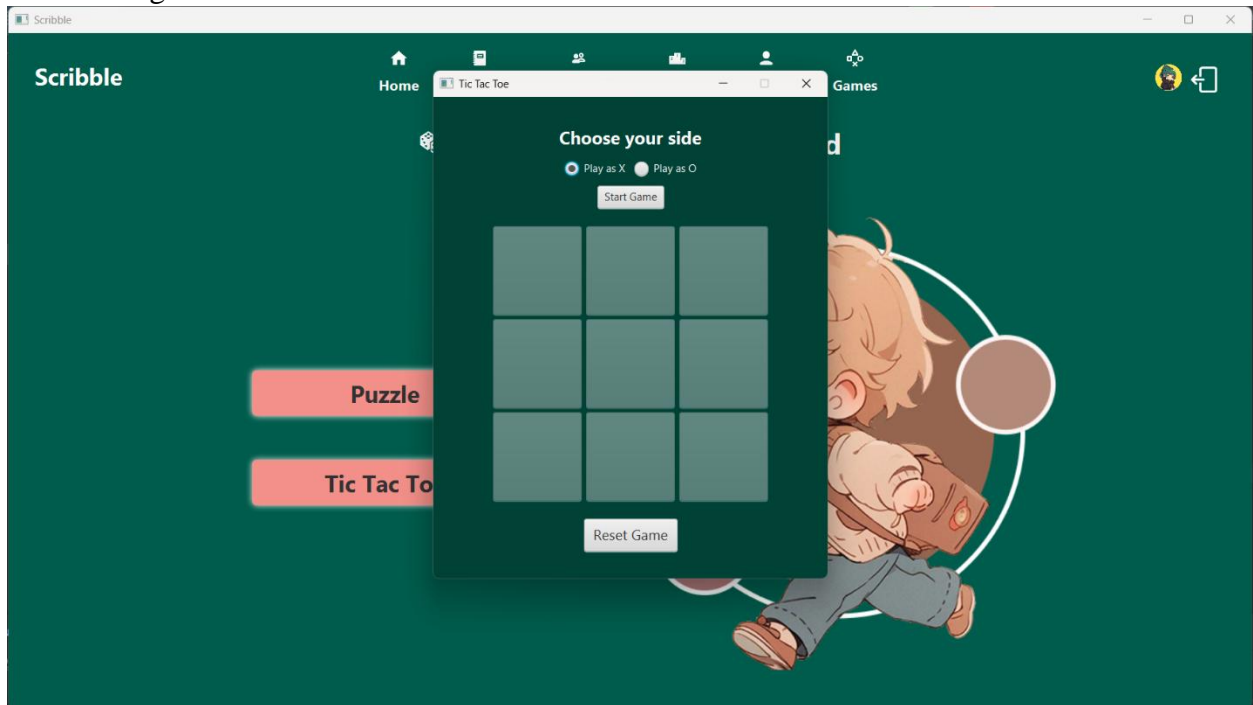 Scribble
Scribble
Home
Games
Tic Tac Toe
Choose your side
Play as X Play as O
Start Game
Puzzle
Tic Tac To
Reset Game